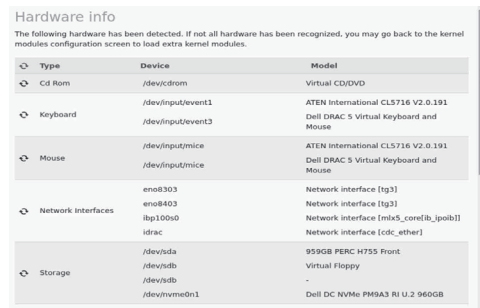 Hardware info
The following hardware has been detected. If not all hardware has been recognized, you may go back to the kernel
modules configuration screen to load extra kernel modules.
Type Device Model
Cd Rom /dev/cdrom Virtual CD/DVD
/dev/input/event1 ATEN International CL5716 V2.0.191
Keyboard /dev/input/event3 Dell DRAC 5 Virtual Keyboard and
Mouse
/dev/input/mice ATEN International CL5716 V2.0.191
Mouse /dev/input/mice Dell DRAC 5 Virtual Keyboard and
Mouse
eno8303 Network interface [tg3]
eno8403 Network interface [tg3]
Network Interfaces ibp100s0 Network interface [mlx5_core[ib_ipoib]]
idrac Network interface [cdc_ether]
/dev/sda 959GB PERC H755 Front
/dev/sdb Virtual Floppy
Storage /dev/sdb -
/dev/nvme0n1 Dell DC NVMe PM9A3 RI U.2 960GB